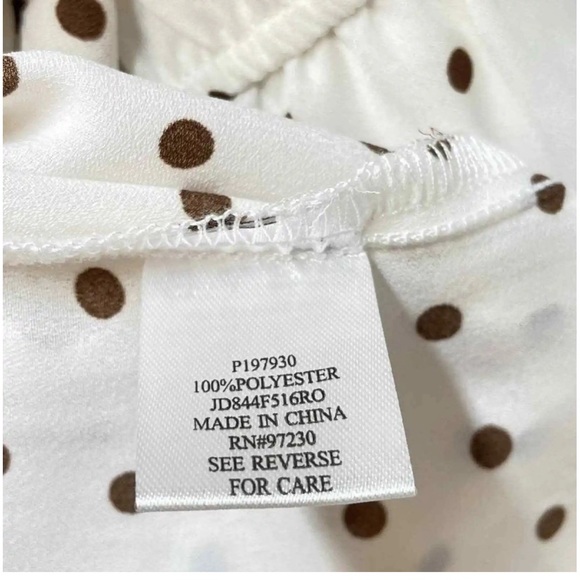 P197930
100%POLYESTER
JD844F516RO
MADE IN CHINA
RN#97230
SEE REVERSE
FOR CARE